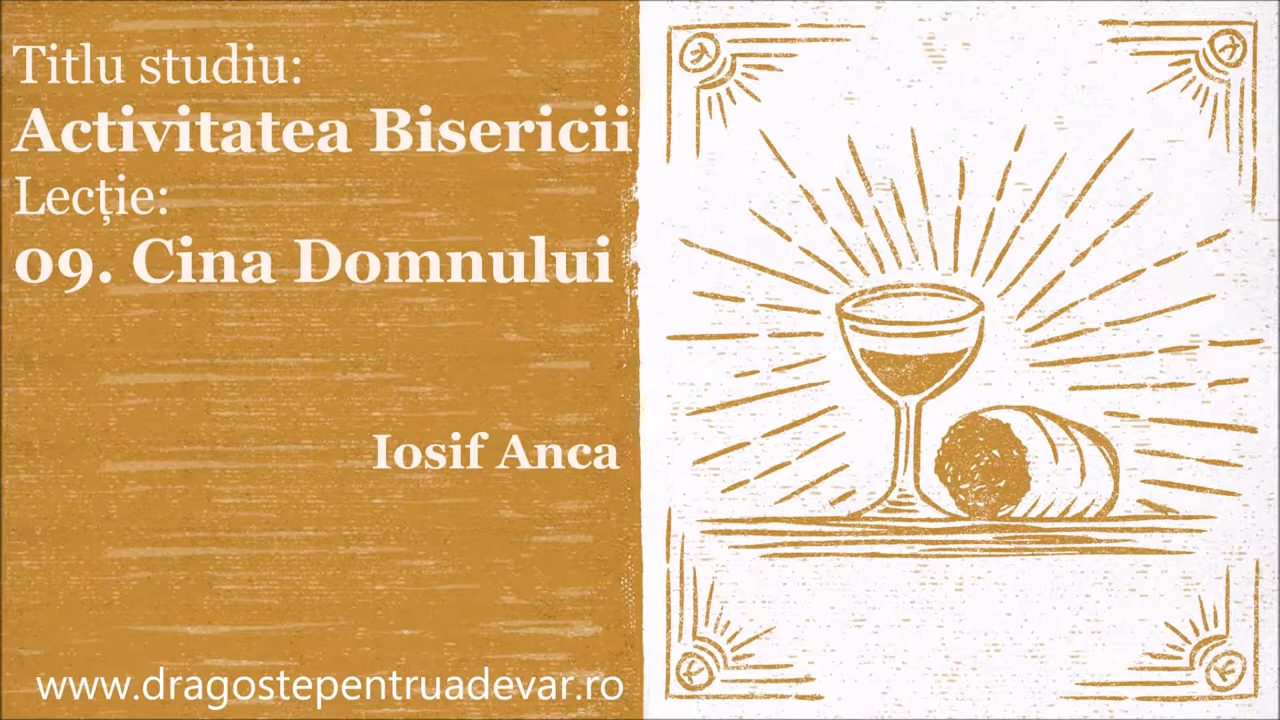 Titlu studiu:
Activitatea Bisericii
Lecție:
09. Cina Domnului
Iosif Anca
www.dragostepentruadevar.ro